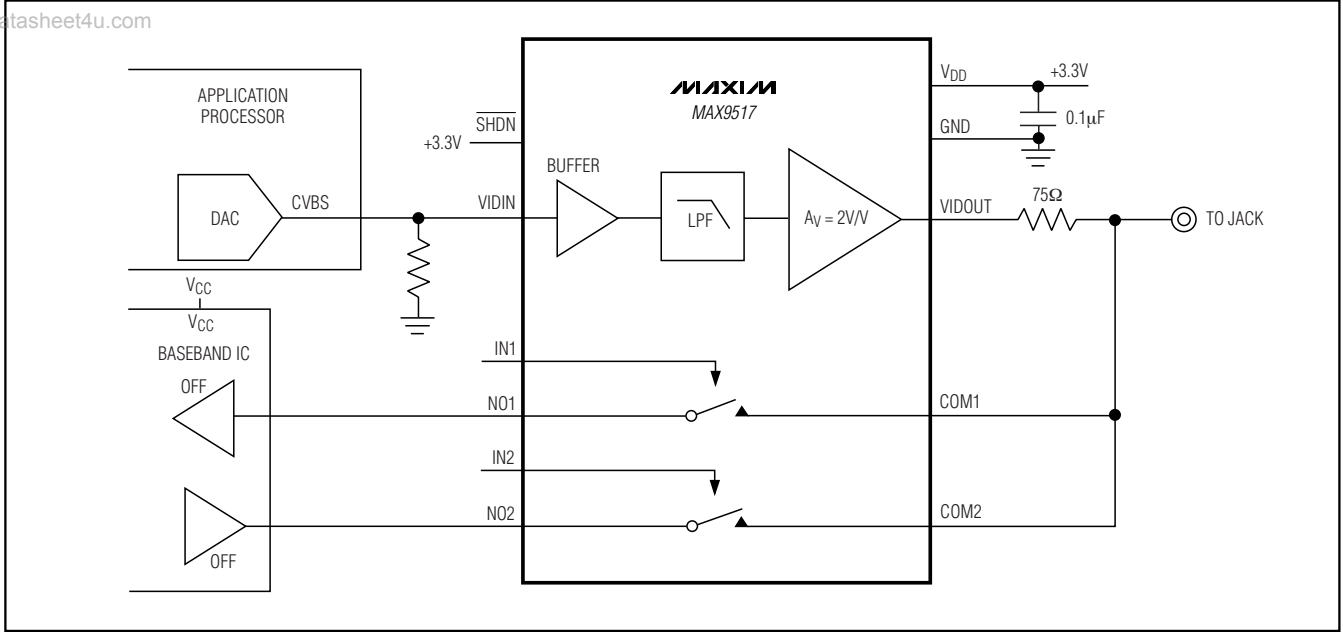 atasheet4u.com
APPLICATION
PROCESSOR
DAC
CVBS
VCC
VCC
BASEBAND IC
OFF
OFF
+3.3V
SHDN
VIDIN
IN1
NO1
IN2
NO2
MAXIM
MAX9517
BUFFER
LPF
AV = 2V/V
VDD
+3.3V
0.1μF
GND
VIDOUT
75Ω
TO JACK
COM1
COM2